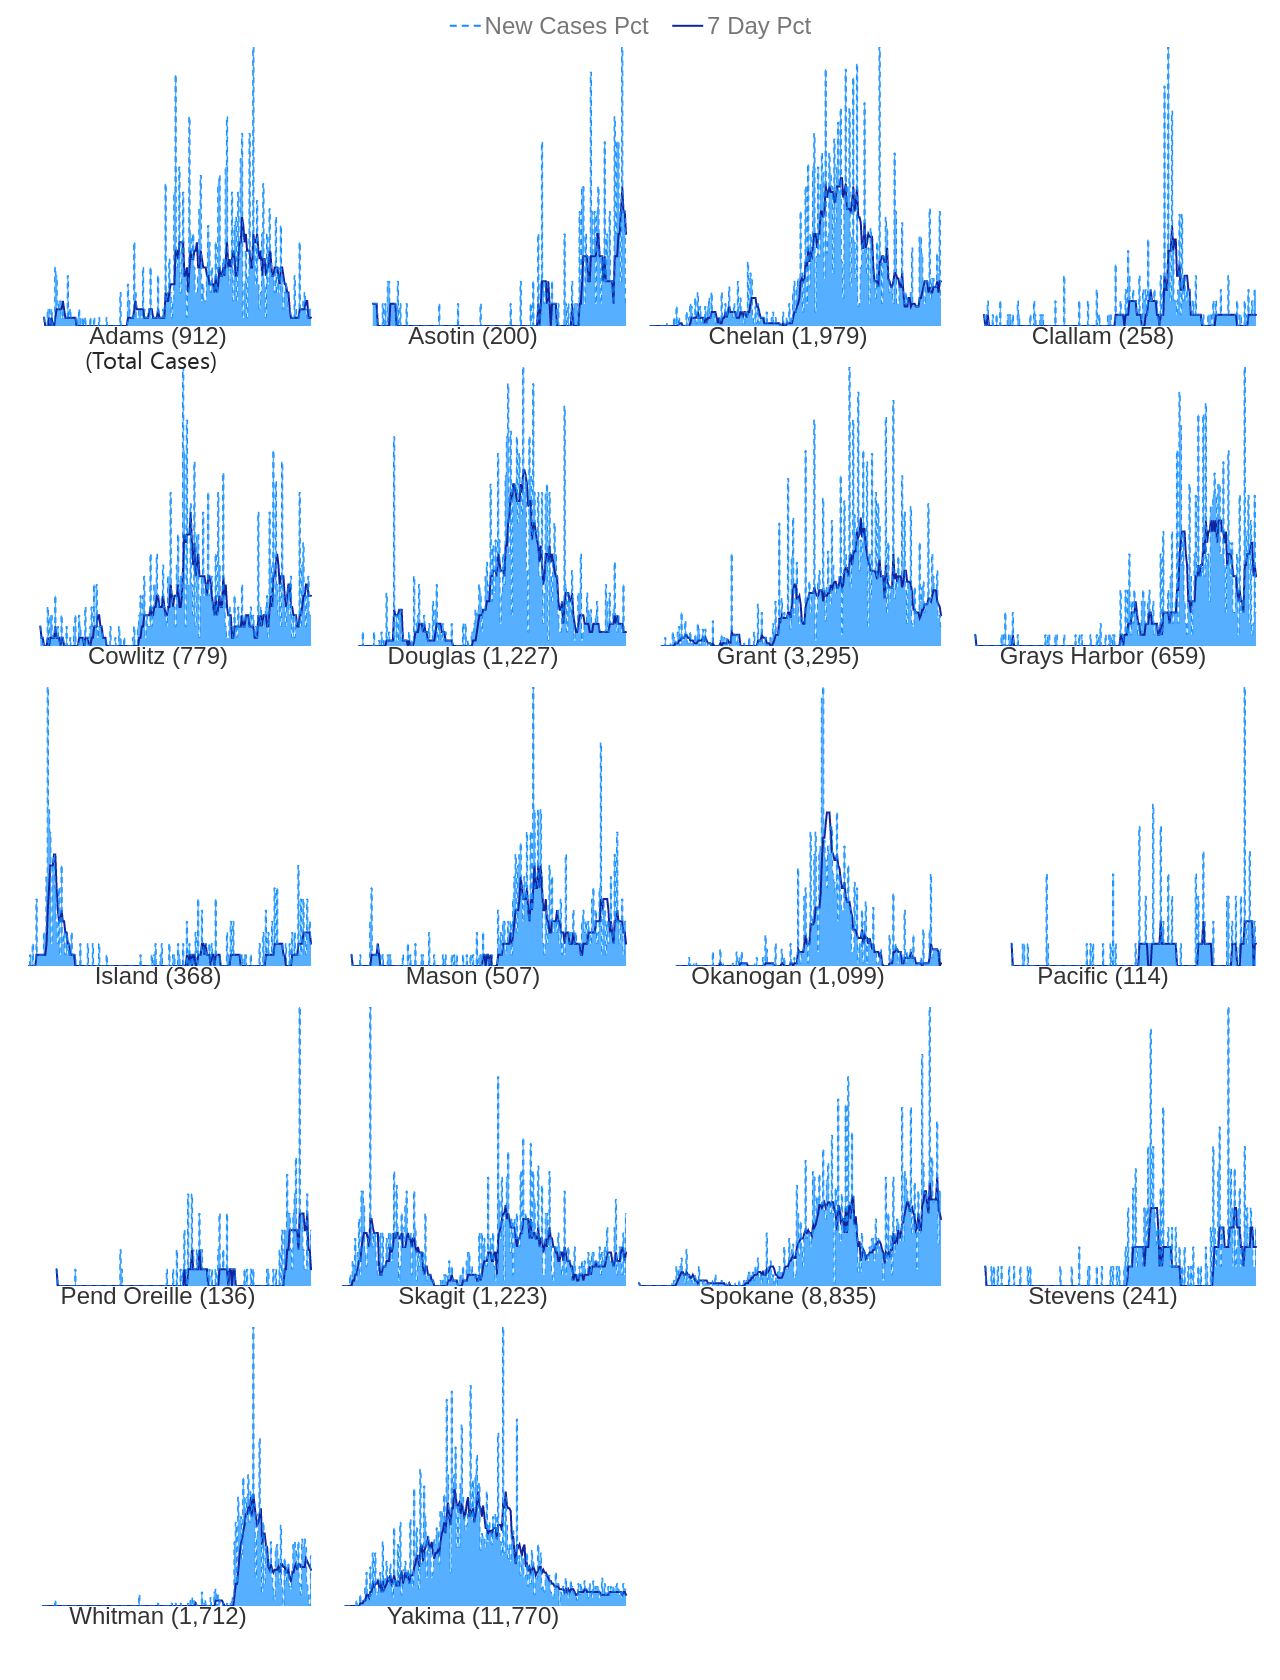 New Cases Pct 7 Day Pct
Adams (912) Asotin (200) Chelan (1,979) Clallam (258)
(Total Cases)
Cowlitz (779) Douglas (1,227) Grant (3,295) Grays Harbor (659)
Island (368) Mason (507) Okanogan (1,099) Pacific (114)
Pend Oreille (136) Skagit (1,223) Spokane (8,835) Stevens (241)
Whitman (1,712) Yakima (11,770)